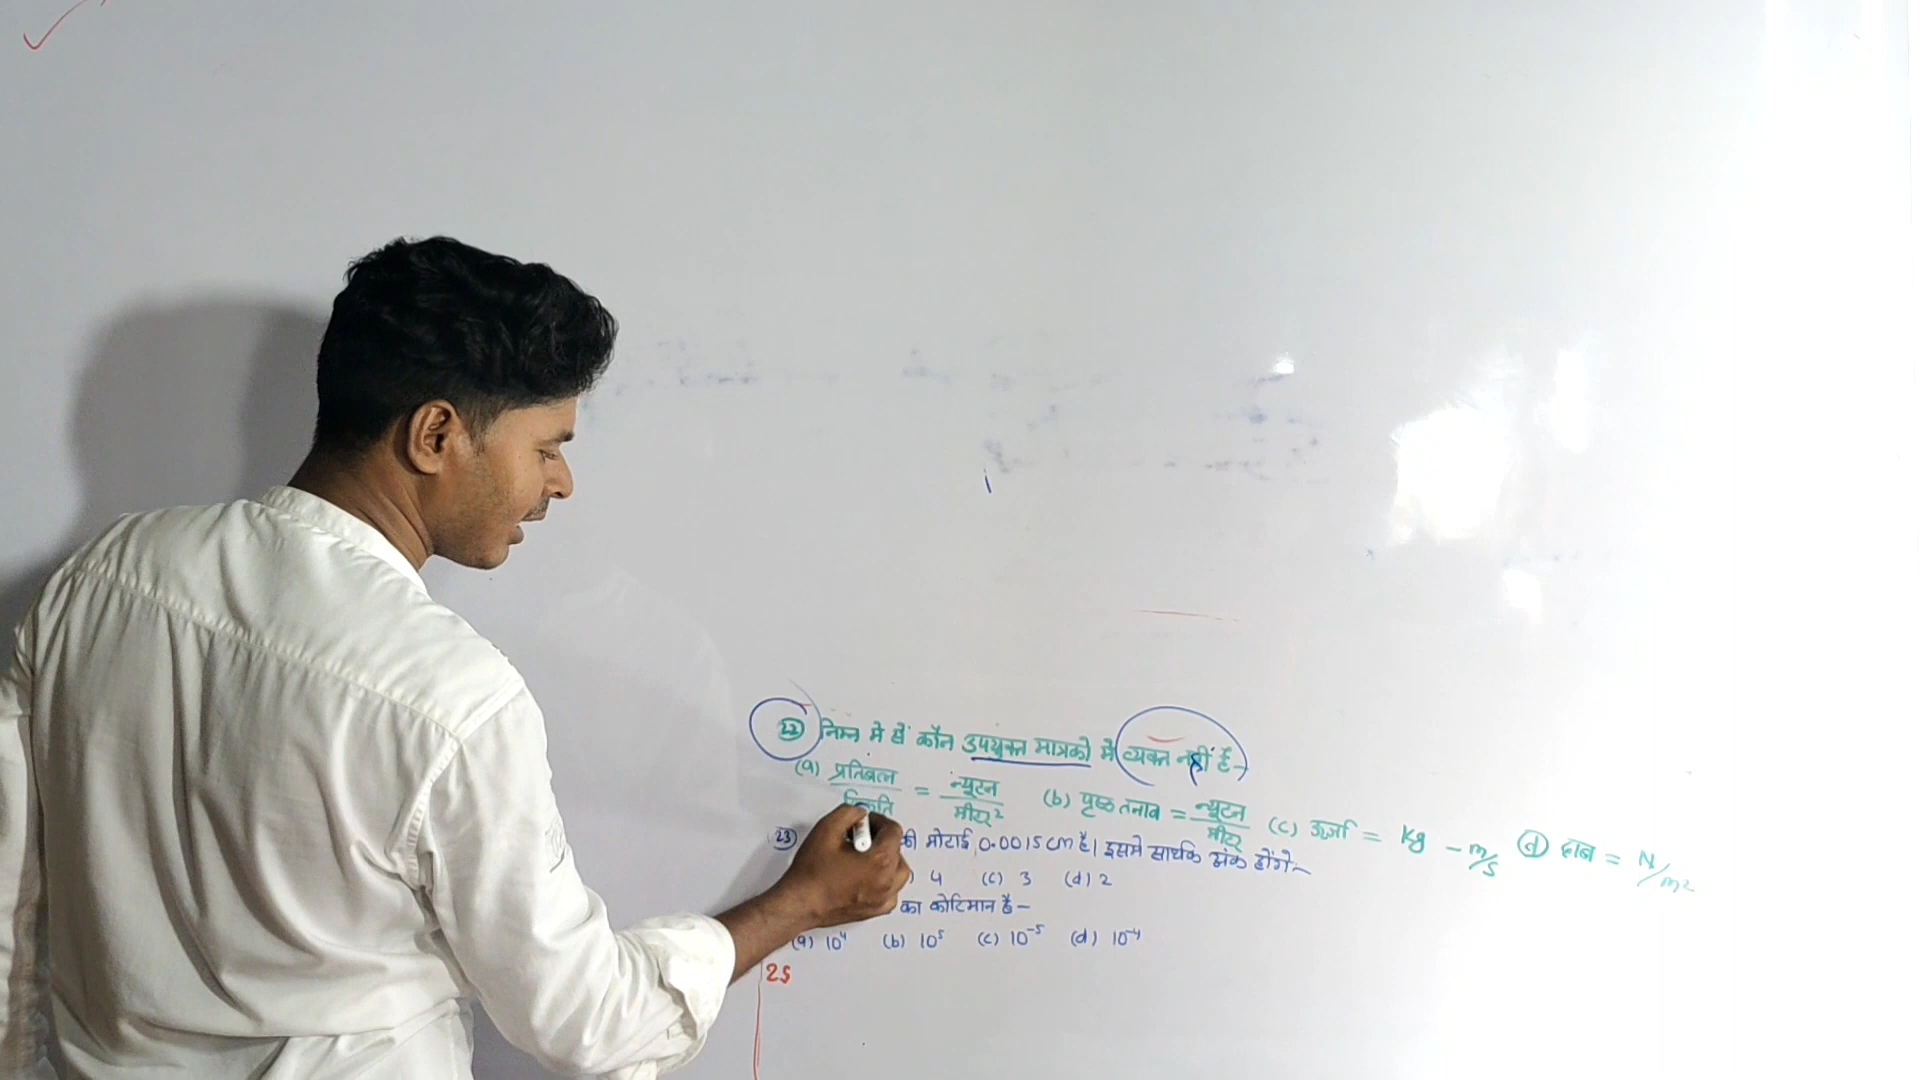 (22) निम्न में से कौन उपयुक्त मात्रको में व्यक्त नहीं है-
(a) प्रतिबल / विकृति = न्यूटन / मीटर² (b) पृष्ठ तनाव = न्यूटन / मीटर (c) ऊर्जा = Kg - m/s (d) दाब = N/m²
(23) की मोटाई 0.0015 cm है। इसमे सार्थक अंक होंगे-
) 4 (c) 3 (d) 2
का कोटिमान है-
(a) 10⁴ (b) 10⁵ (c) 10⁻⁵ (d) 10⁻⁴
25